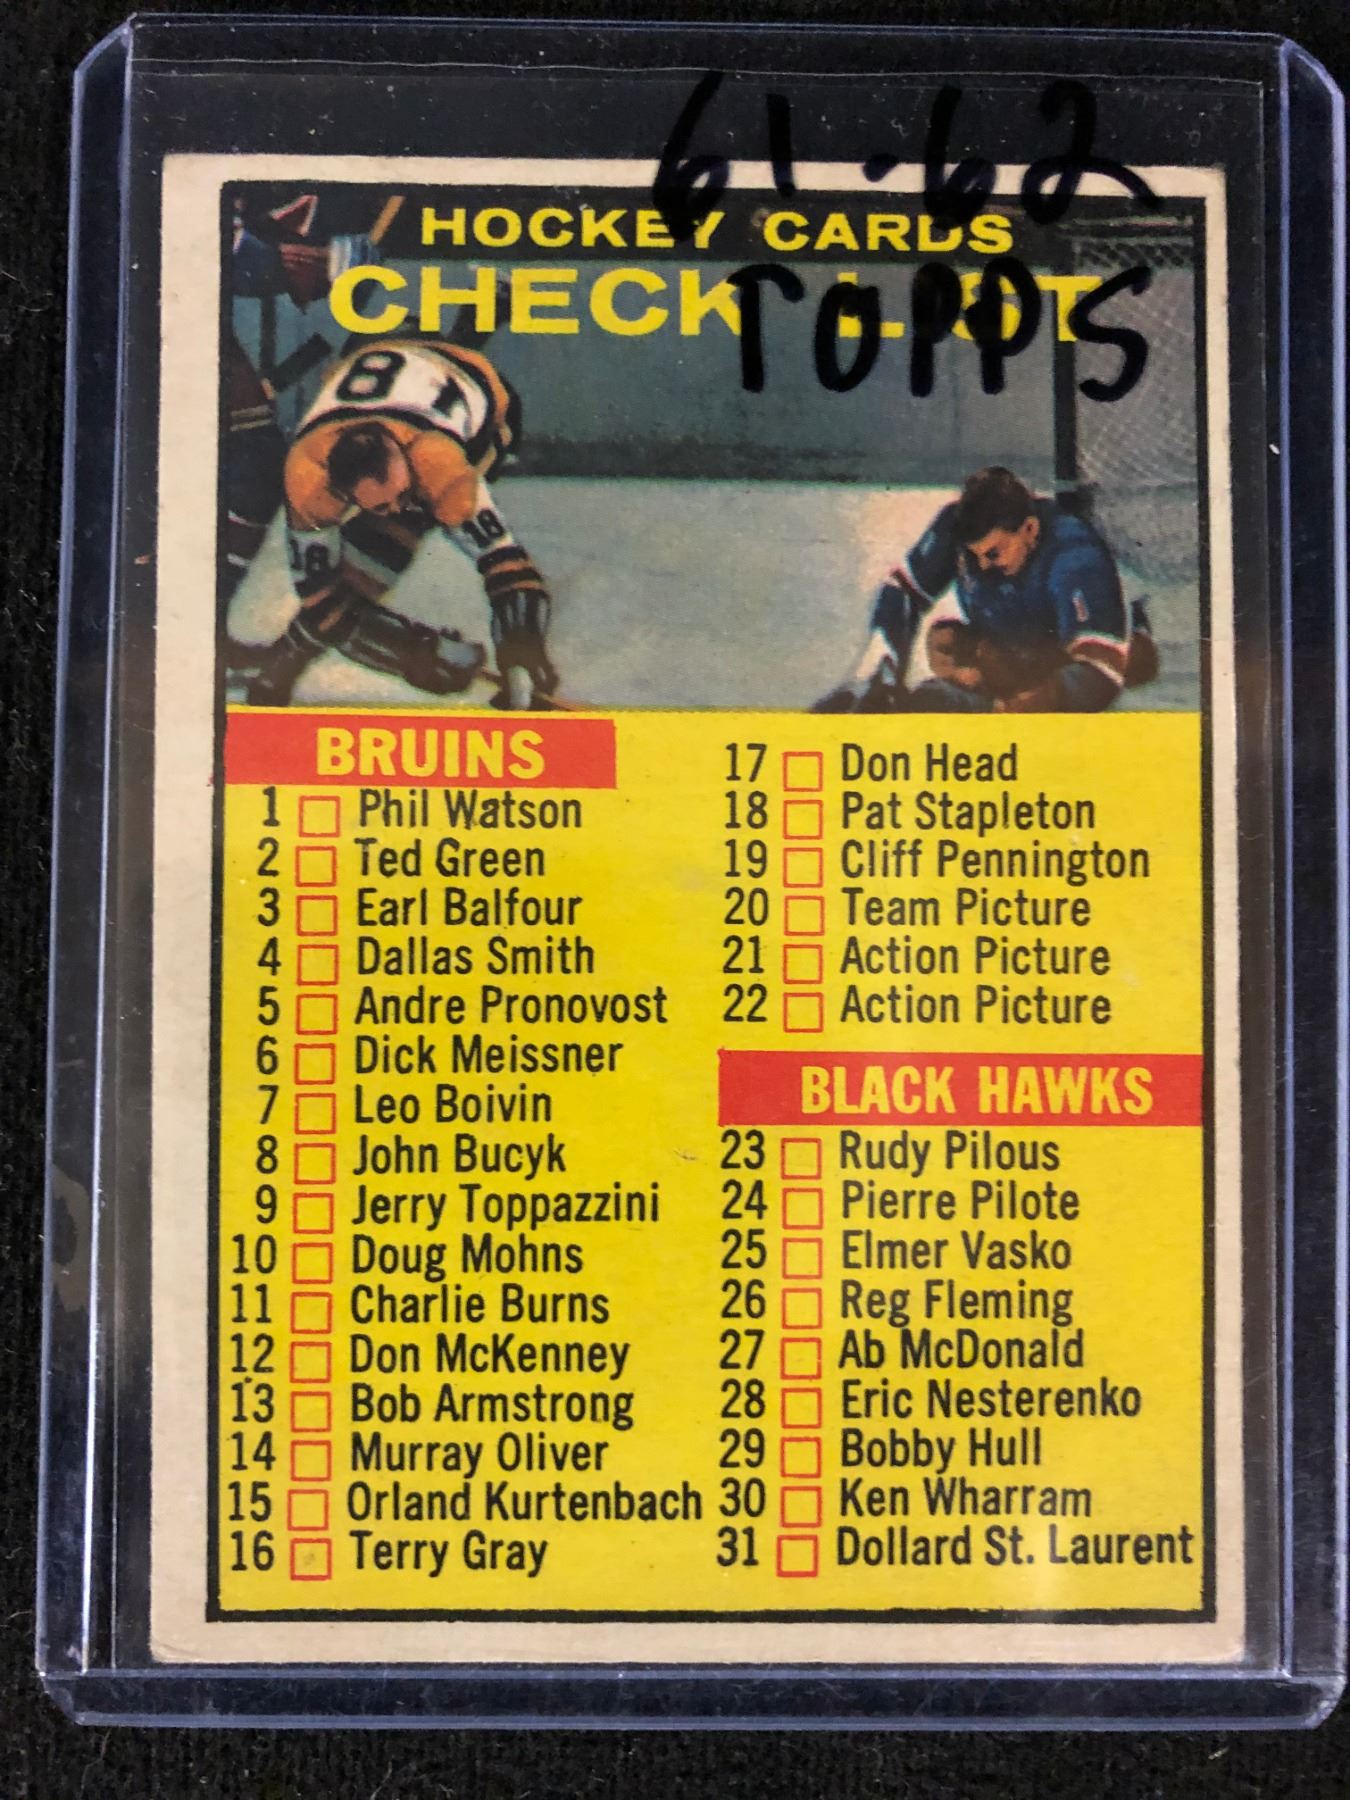 61-62
TOPPS
HOCKEY CARDS
CHECK LIST
81
18
18
1
BRUINS
1 Phil Watson
2 Ted Green
3 Earl Balfour
4 Dallas Smith
5 Andre Pronovost
6 Dick Meissner
7 Leo Boivin
8 John Bucyk
9 Jerry Toppazzini
10 Doug Mohns
11 Charlie Burns
12 Don McKenney
13 Bob Armstrong
14 Murray Oliver
15 Orland Kurtenbach
16 Terry Gray
17 Don Head
18 Pat Stapleton
19 Cliff Pennington
20 Team Picture
21 Action Picture
22 Action Picture
BLACK HAWKS
23 Rudy Pilous
24 Pierre Pilote
25 Elmer Vasko
26 Reg Fleming
27 Ab McDonald
28 Eric Nesterenko
29 Bobby Hull
30 Ken Wharram
31 Dollard St. Laurent